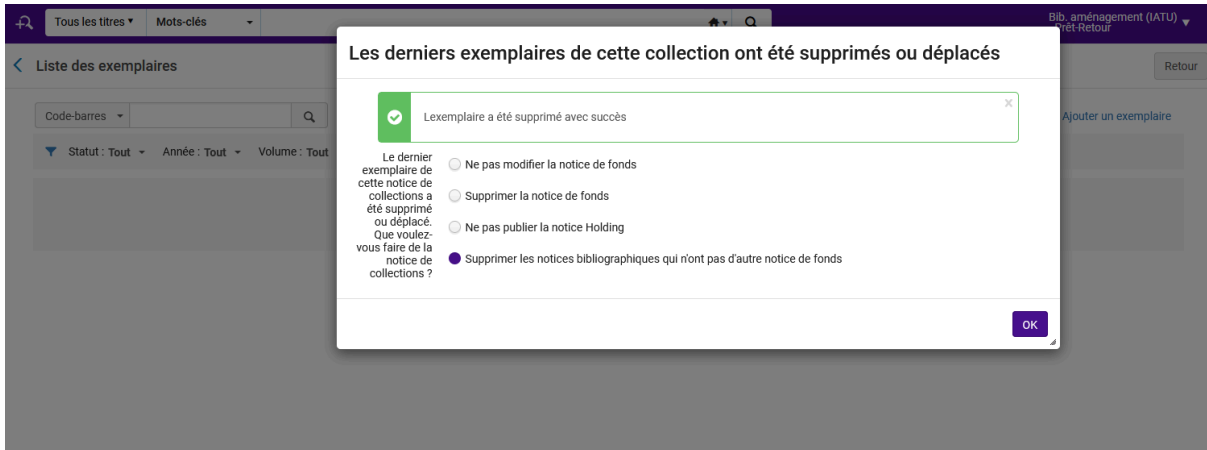 Tous les titres Mots-clés
Bib. aménagement (IATU)
Prêt-Retour
Les derniers exemplaires de cette collection ont été supprimés ou déplacés
Liste des exemplaires
Retour
Code-barres
Lexemplaire a été supprimé avec succès
x
Ajouter un exemplaire
Statut : Tout Année : Tout Volume : Tout
Le dernier
exemplaire de
cette notice de
collections a
été supprimé
ou déplacé.
Que voulez-
vous faire de la
notice de
collections ?
Ne pas modifier la notice de fonds
Supprimer la notice de fonds
Ne pas publier la notice Holding
Supprimer les notices bibliographiques qui n'ont pas d'autre notice de fonds
OK